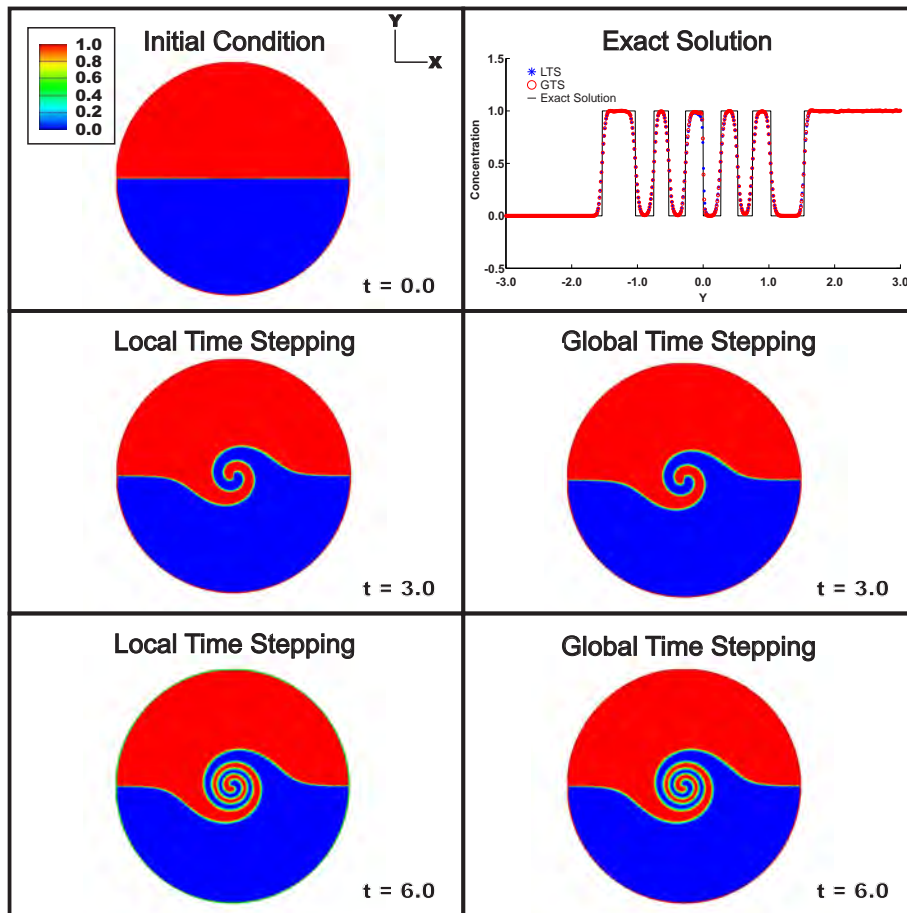 Initial Condition
1.0
0.8
0.6
0.4
0.2
0.0
Y
X
t = 0.0
Exact Solution
1.5
1.0
0.5
0.0
-0.5
Concentration
LTS
GTS
Exact Solution
-3.0 -2.0 -1.0 0.0 1.0 2.0 3.0
Y
Local Time Stepping
t = 3.0
Global Time Stepping
t = 3.0
Local Time Stepping
t = 6.0
Global Time Stepping
t = 6.0